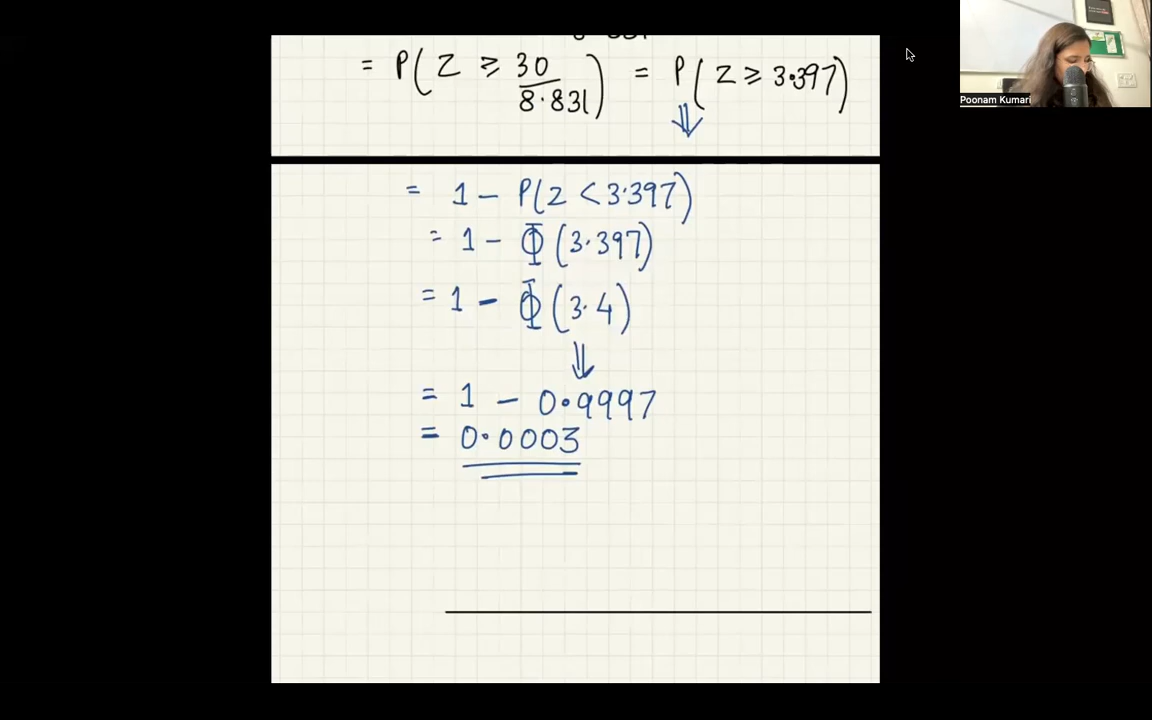 = P(Z ≥ 30/8.831) = P(Z ≥ 3.397)
Poonam Kumari
= 1 - P(Z < 3.397)
= 1 - Φ(3.397)
= 1 - Φ(3.4)
= 1 - 0.9997
= 0.0003